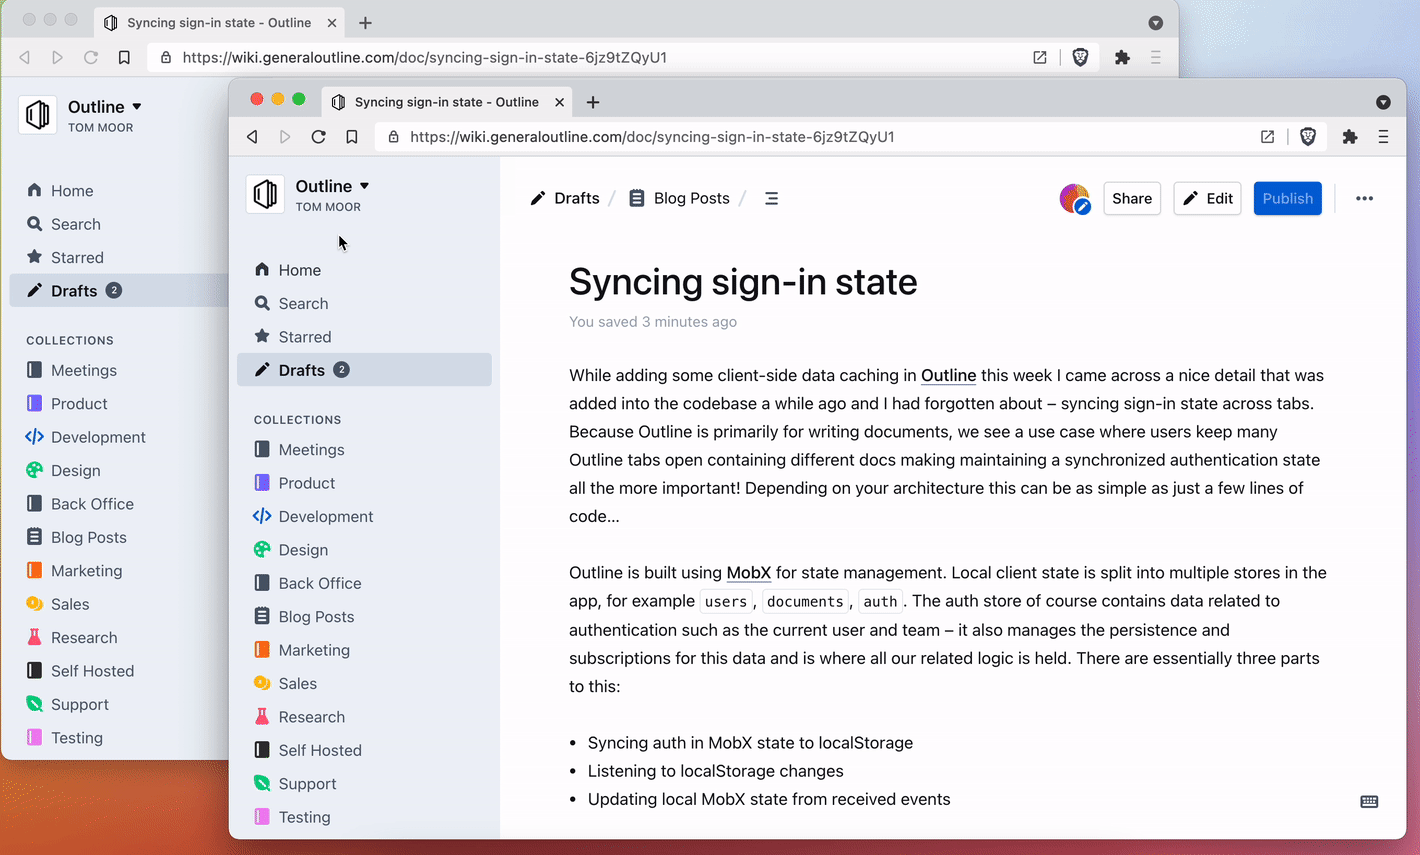 Syncing sign-in state - Outline
https://wiki.generaloutline.com/doc/syncing-sign-in-state-6jz9tZQyU1
Outline
TOM MOOR
Home
Search
Starred
Drafts 2
COLLECTIONS
Meetings
Product
Development
Design
Back Office
Blog Posts
Marketing
Sales
Research
Self Hosted
Support
Testing
Syncing sign-in state - Outline
https://wiki.generaloutline.com/doc/syncing-sign-in-state-6jz9tZQyU1
Outline
TOM MOOR
Home
Search
Starred
Drafts 2
COLLECTIONS
Meetings
Product
Development
Design
Back Office
Blog Posts
Marketing
Sales
Research
Self Hosted
Support
Testing
Drafts / Blog Posts /
Share
Edit
Publish
Syncing sign-in state
You saved 3 minutes ago
While adding some client-side data caching in Outline this week I came across a nice detail that was
added into the codebase a while ago and I had forgotten about – syncing sign-in state across tabs.
Because Outline is primarily for writing documents, we see a use case where users keep many
Outline tabs open containing different docs making maintaining a synchronized authentication state
all the more important! Depending on your architecture this can be as simple as just a few lines of
code...
Outline is built using MobX for state management. Local client state is split into multiple stores in the
app, for example users, documents, auth. The auth store of course contains data related to
authentication such as the current user and team – it also manages the persistence and
subscriptions for this data and is where all our related logic is held. There are essentially three parts
to this:
• Syncing auth in MobX state to localStorage
• Listening to localStorage changes
• Updating local MobX state from received events